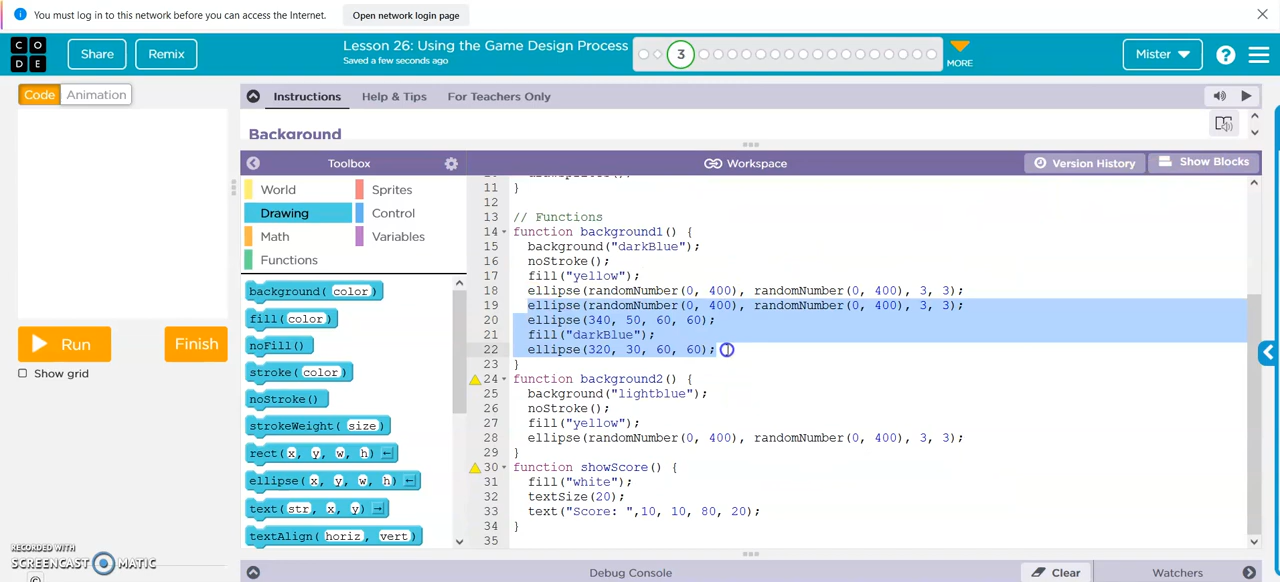 You must log in to this network before you can access the Internet. Open network login page
C O D E Share Remix Lesson 26: Using the Game Design Process 3 MORE Mister ?
Saved a few seconds ago
Code Animation Instructions Help & Tips For Teachers Only
Background
Toolbox Workspace Version History Show Blocks
World Sprites
Drawing Control
Math Variables
Functions
background( color )
fill( color )
noFill()
stroke( color )
noStroke()
strokeWeight( size )
rect( x, y, w, h )
ellipse( x, y, w, h )
text( str, x, y )
textAlign( horiz, vert )
Run Finish
Show grid
11 }
12
13 // Functions
14 function background1() {
15 background("darkBlue");
16 noStroke();
17 fill("yellow");
18 ellipse(randomNumber(0, 400), randomNumber(0, 400), 3, 3);
19 ellipse(randomNumber(0, 400), randomNumber(0, 400), 3, 3);
20 ellipse(340, 50, 60, 60);
21 fill("darkBlue");
22 ellipse(320, 30, 60, 60);
23 }
24 function background2() {
25 background("lightblue");
26 noStroke();
27 fill("yellow");
28 ellipse(randomNumber(0, 400), randomNumber(0, 400), 3, 3);
29 }
30 function showScore() {
31 fill("white");
32 textSize(20);
33 text("Score: ",10, 10, 80, 20);
34 }
35
Debug Console Clear Watchers
RECORDED WITH
SCREENCAST MATIC